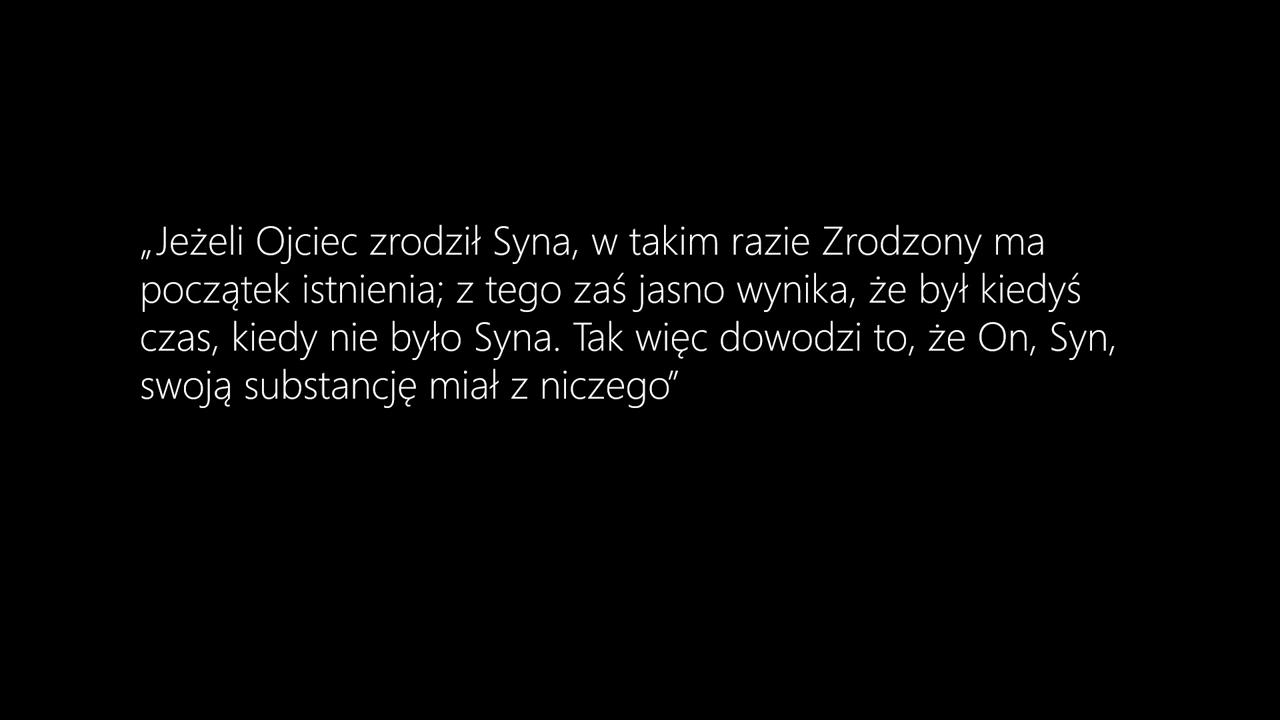 „Jeżeli Ojciec zrodził Syna, w takim razie Zrodzony ma
początek istnienia; z tego zaś jasno wynika, że był kiedyś
czas, kiedy nie było Syna. Tak więc dowodzi to, że On, Syn,
swoją substancję miał z niczego”